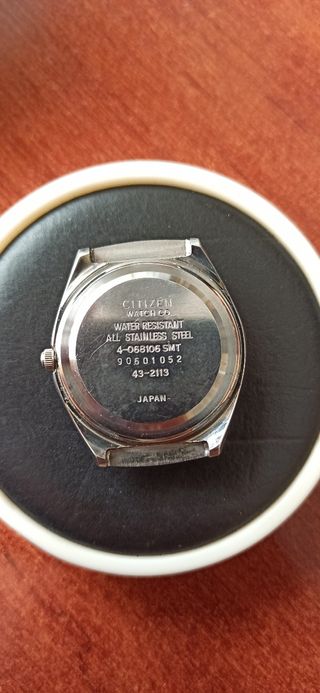 CITIZEN
WATCH CO.
WATER RESISTANT
ALL STAINLESS STEEL
4-068106 SMT
90601052
43-2113
JAPAN-